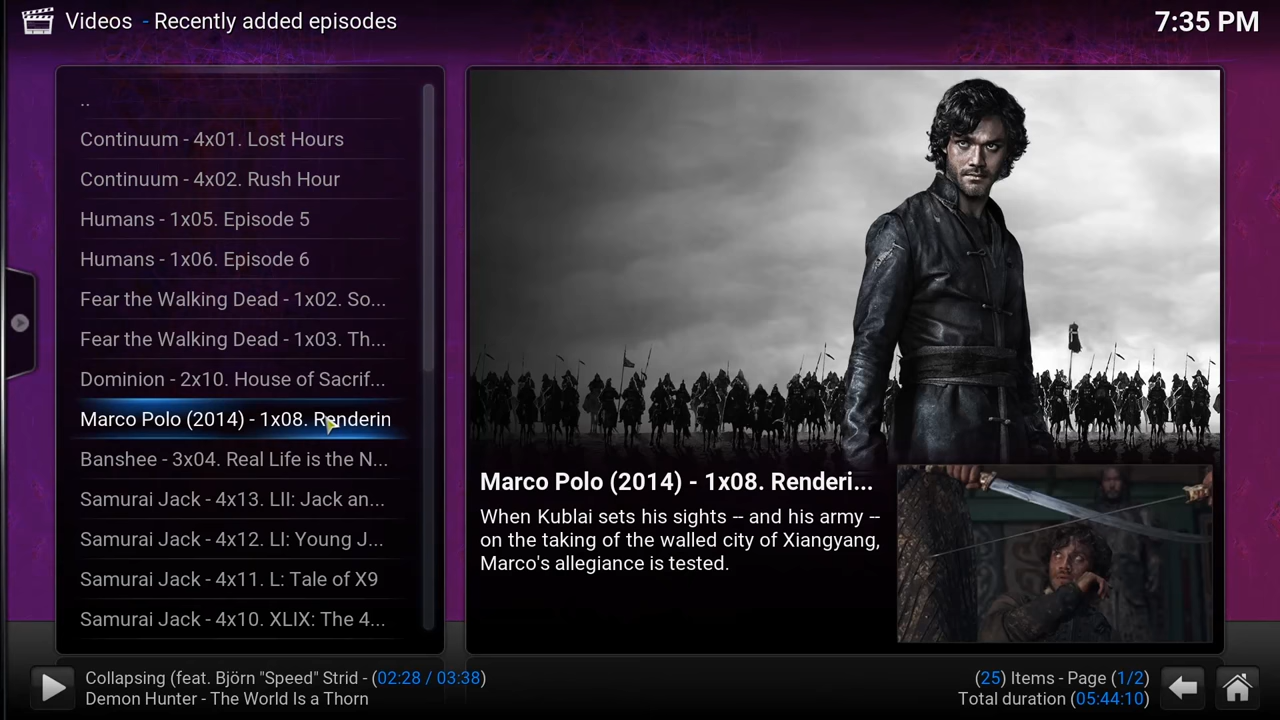 Videos - Recently added episodes
7:35 PM
..
Continuum - 4x01. Lost Hours
Continuum - 4x02. Rush Hour
Humans - 1x05. Episode 5
Humans - 1x06. Episode 6
Fear the Walking Dead - 1x02. So...
Fear the Walking Dead - 1x03. Th...
Dominion - 2x10. House of Sacrif...
Marco Polo (2014) - 1x08. Renderin
Banshee - 3x04. Real Life is the N...
Samurai Jack - 4x13. LII: Jack an...
Samurai Jack - 4x12. LI: Young J...
Samurai Jack - 4x11. L: Tale of X9
Samurai Jack - 4x10. XLIX: The 4...
Marco Polo (2014) - 1x08. Renderi...
When Kublai sets his sights -- and his army --
on the taking of the walled city of Xiangyang,
Marco's allegiance is tested.
Collapsing (feat. Björn "Speed" Strid - (02:28 / 03:38)
Demon Hunter - The World Is a Thorn
(25) Items - Page (1/2)
Total duration (05:44:10)